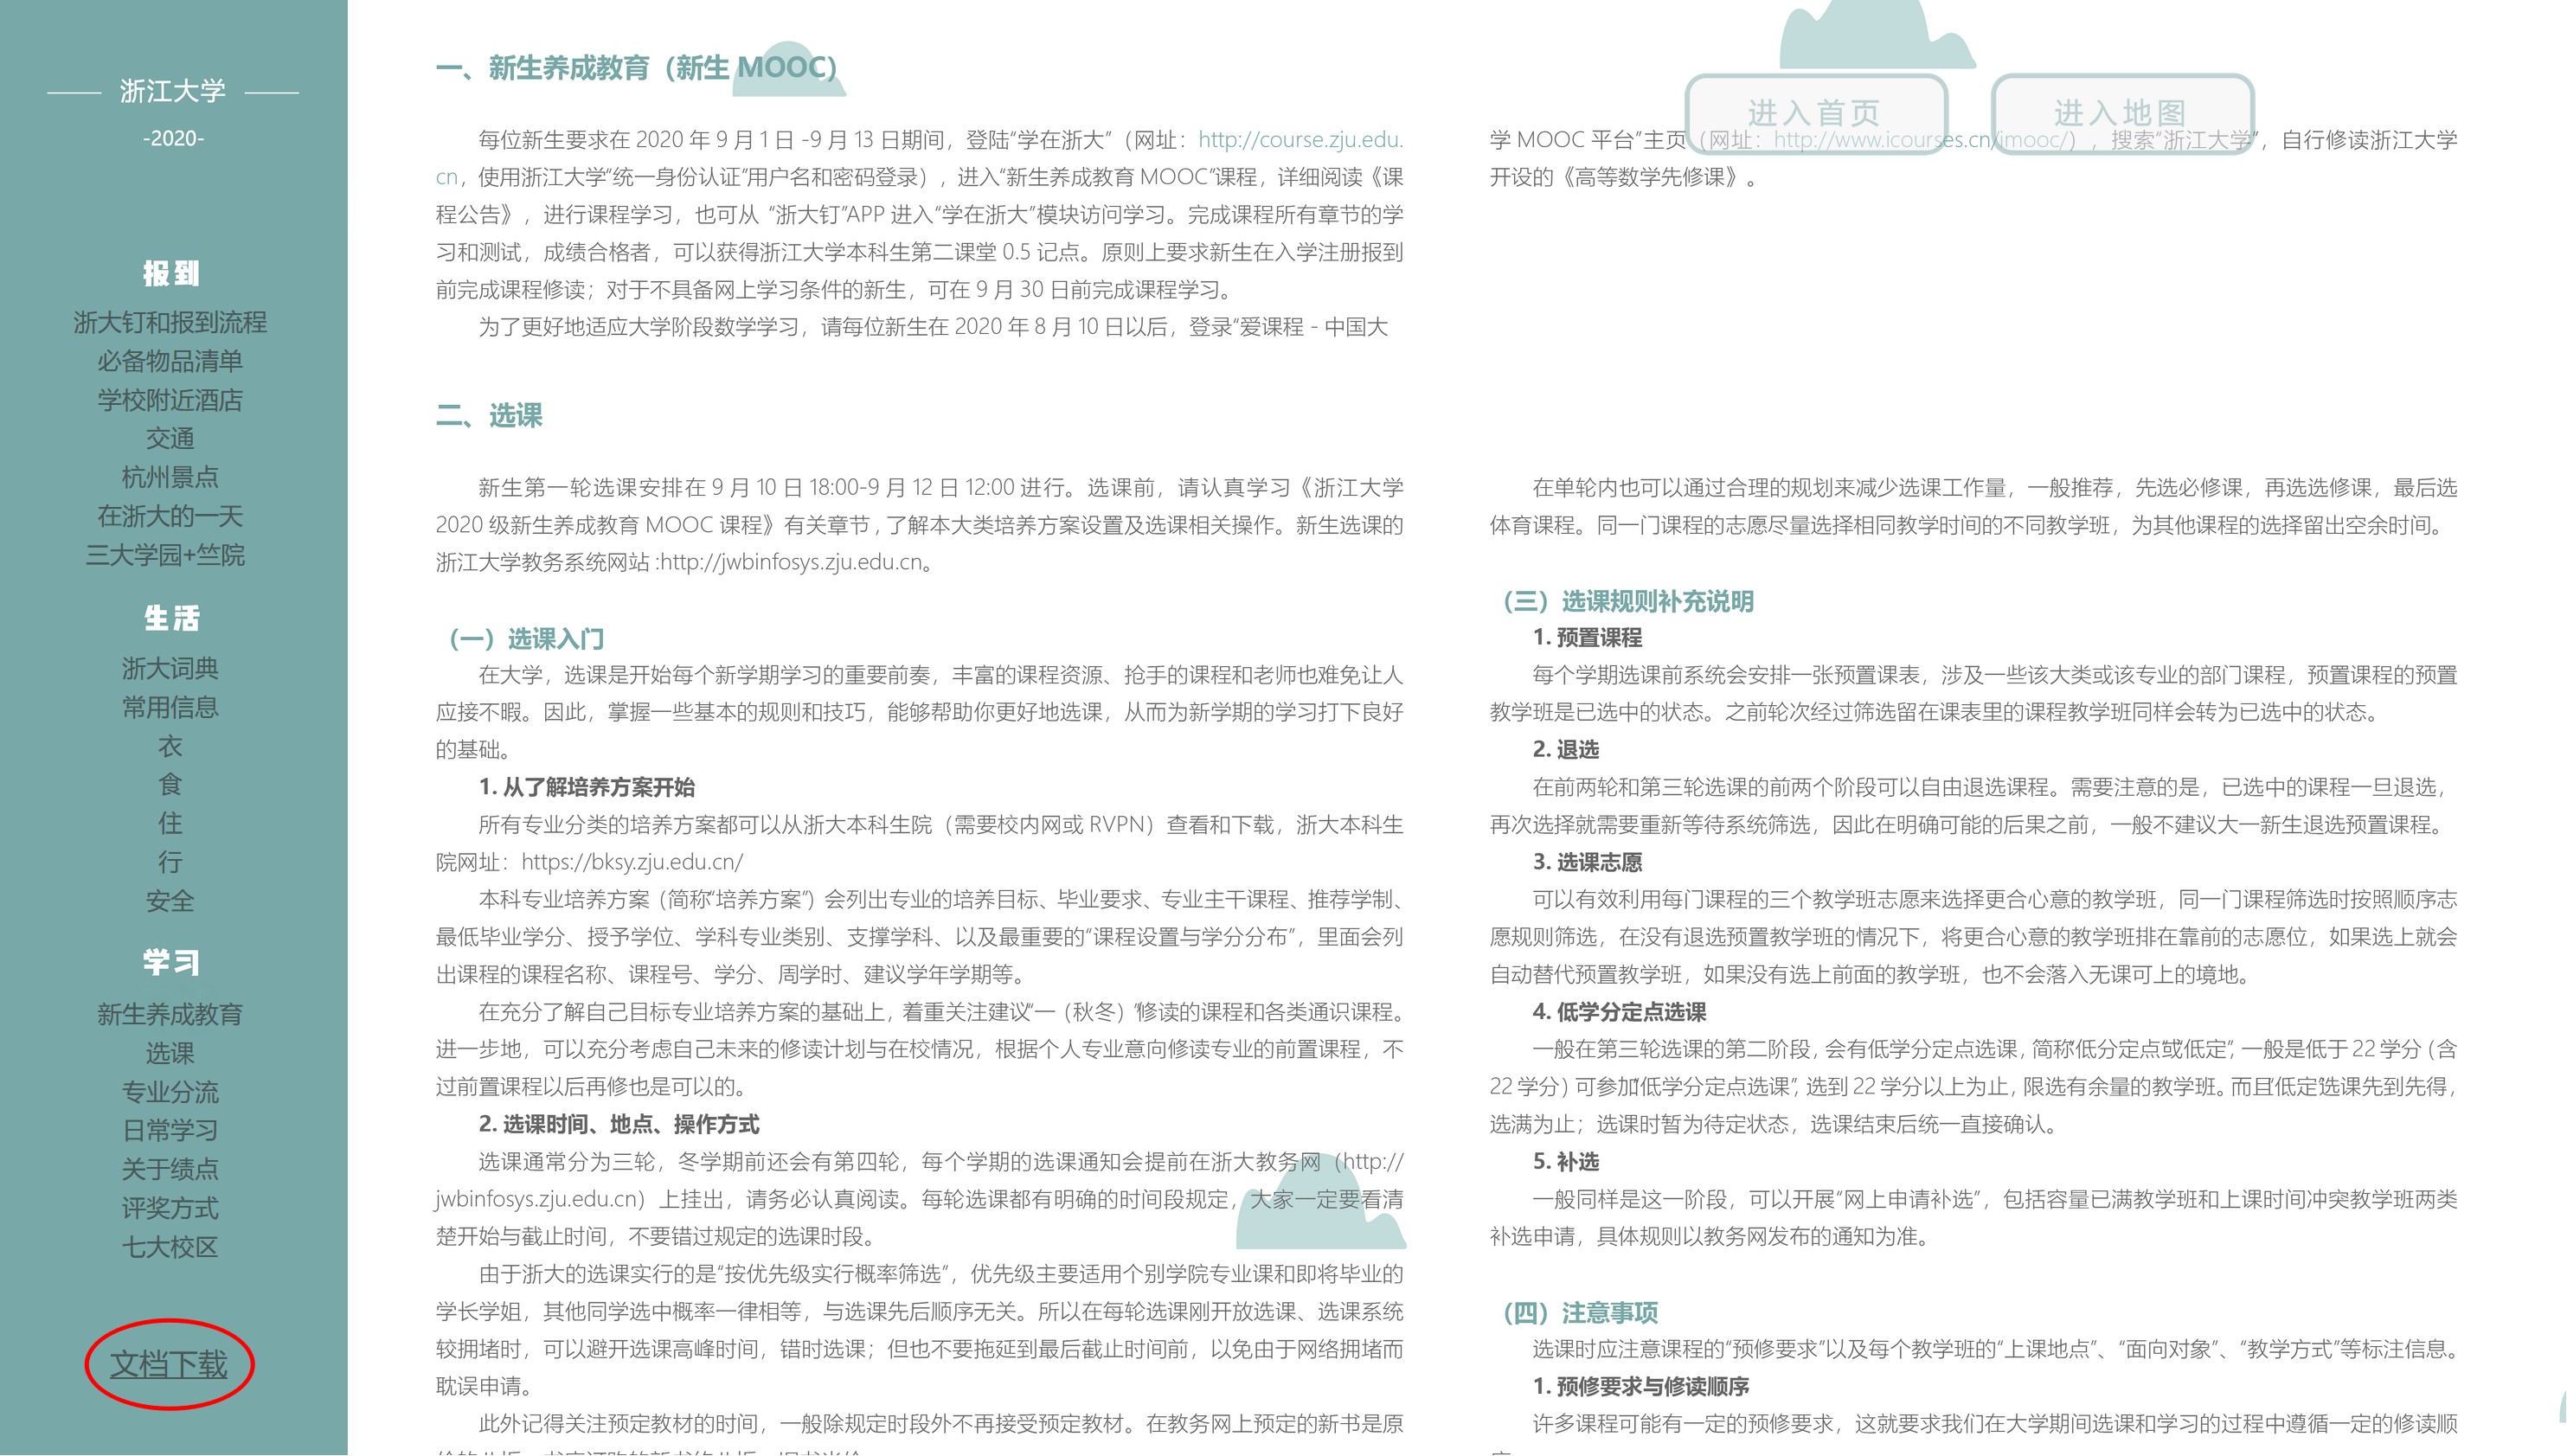 浙江大学
-2020-
报到
浙大钉和报到流程
必备物品清单
学校附近酒店
交通
杭州景点
在浙大的一天
三大学园+竺院
生活
浙大词典
常用信息
衣
食
住
行
安全
学习
新生养成教育
选课
专业分流
日常学习
关于绩点
评奖方式
七大校区
文档下载
一、新生养成教育（新生 MOOC）
每位新生要求在 2020 年 9 月 1 日 -9 月 13 日期间，登陆“学在浙大”（网址：http://course.zju.edu.
cn，使用浙江大学“统一身份认证”用户名和密码登录），进入“新生养成教育 MOOC”课程，详细阅读《课
程公告》，进行课程学习，也可从 “浙大钉”APP 进入“学在浙大”模块访问学习。完成课程所有章节的学
习和测试，成绩合格者，可以获得浙江大学本科生第二课堂 0.5 记点。原则上要求新生在入学注册报到
前完成课程修读；对于不具备网上学习条件的新生，可在 9 月 30 日前完成课程学习。
为了更好地适应大学阶段数学学习，请每位新生在 2020 年 8 月 10 日以后，登录“爱课程 - 中国大
进入首页
进入地图
学 MOOC 平台”主页（网址：http://www.icourses.cn/imooc/），搜索“浙江大学”，自行修读浙江大学
开设的《高等数学先修课》。
二、选课
新生第一轮选课安排在 9 月 10 日 18:00-9 月 12 日 12:00 进行。选课前，请认真学习《浙江大学
2020 级新生养成教育 MOOC 课程》有关章节 , 了解本大类培养方案设置及选课相关操作。新生选课的
浙江大学教务系统网站 :http://jwbinfosys.zju.edu.cn。
（一）选课入门
在大学，选课是开始每个新学期学习的重要前奏，丰富的课程资源、抢手的课程和老师也难免让人
应接不暇。因此，掌握一些基本的规则和技巧，能够帮助你更好地选课，从而为新学期的学习打下良好
的基础。
1. 从了解培养方案开始
所有专业分类的培养方案都可以从浙大本科生院（需要校内网或 RVPN）查看和下载，浙大本科生
院网址：https://bksy.zju.edu.cn/
本科专业培养方案（简称“培养方案”）会列出专业的培养目标、毕业要求、专业主干课程、推荐学制、
最低毕业学分、授予学位、学科专业类别、支撑学科、以及最重要的“课程设置与学分分布”，里面会列
出课程的课程名称、课程号、学分、周学时、建议学年学期等。
在充分了解自己目标专业培养方案的基础上，着重关注建议“一（秋冬）”修读的课程和各类通识课程。
进一步地，可以充分考虑自己未来的修读计划与在校情况，根据个人专业意向修读专业的前置课程，不
过前置课程以后再修也是可以的。
2. 选课时间、地点、操作方式
选课通常分为三轮，冬学期前还会有第四轮，每个学期的选课通知会提前在浙大教务网（http://
jwbinfosys.zju.edu.cn）上挂出，请务必认真阅读。每轮选课都有明确的时间段规定，大家一定要看清
楚开始与截止时间，不要错过规定的选课时段。
由于浙大的选课实行的是“按优先级实行概率筛选”，优先级主要适用个别学院专业课和即将毕业的
学长学姐，其他同学选中概率一律相等，与选课先后顺序无关。所以在每轮选课刚开放选课、选课系统
较拥堵时，可以避开选课高峰时间，错时选课；但也不要拖延到最后截止时间前，以免由于网络拥堵而
耽误申请。
此外记得关注预定教材的时间，一般除规定时段外不再接受预定教材。在教务网上预定的新书是原
在单轮内也可以通过合理的规划来减少选课工作量，一般推荐，先选必修课，再选选修课，最后选
体育课程。同一门课程的志愿尽量选择相同教学时间的不同教学班，为其他课程的选择留出空余时间。
（三）选课规则补充说明
1. 预置课程
每个学期选课前系统会安排一张预置课表，涉及一些该大类或该专业的部门课程，预置课程的预置
教学班是已选中的状态。之前轮次经过筛选留在课表里的课程教学班同样会转为已选中的状态。
2. 退选
在前两轮和第三轮选课的前两个阶段可以自由退选课程。需要注意的是，已选中的课程一旦退选，
再次选择就需要重新等待系统筛选，因此在明确可能的后果之前，一般不建议大一新生退选预置课程。
3. 选课志愿
可以有效利用每门课程的三个教学班志愿来选择更合心意的教学班，同一门课程筛选时按照顺序志
愿规则筛选，在没有退选预置教学班的情况下，将更合心意的教学班排在靠前的志愿位，如果选上就会
自动替代预置教学班，如果没有选上前面的教学班，也不会落入无课可上的境地。
4. 低学分定点选课
一般在第三轮选课的第二阶段，会有低学分定点选课，简称“低分定点”或“低定”，一般是低于 22 学分（含
22 学分）可参加“低学分定点选课”，选到 22 学分以上为止，限选有余量的教学班。而且“低定”选课先到先得，
选满为止；选课时暂为待定状态，选课结束后统一直接确认。
5. 补选
一般同样是这一阶段，可以开展“网上申请补选”，包括容量已满教学班和上课时间冲突教学班两类
补选申请，具体规则以教务网发布的通知为准。
（四）注意事项
选课时应注意课程的“预修要求”以及每个教学班的“上课地点”、“面向对象”、“教学方式”等标注信息。
1. 预修要求与修读顺序
许多课程可能有一定的预修要求，这就要求我们在大学期间选课和学习的过程中遵循一定的修读顺